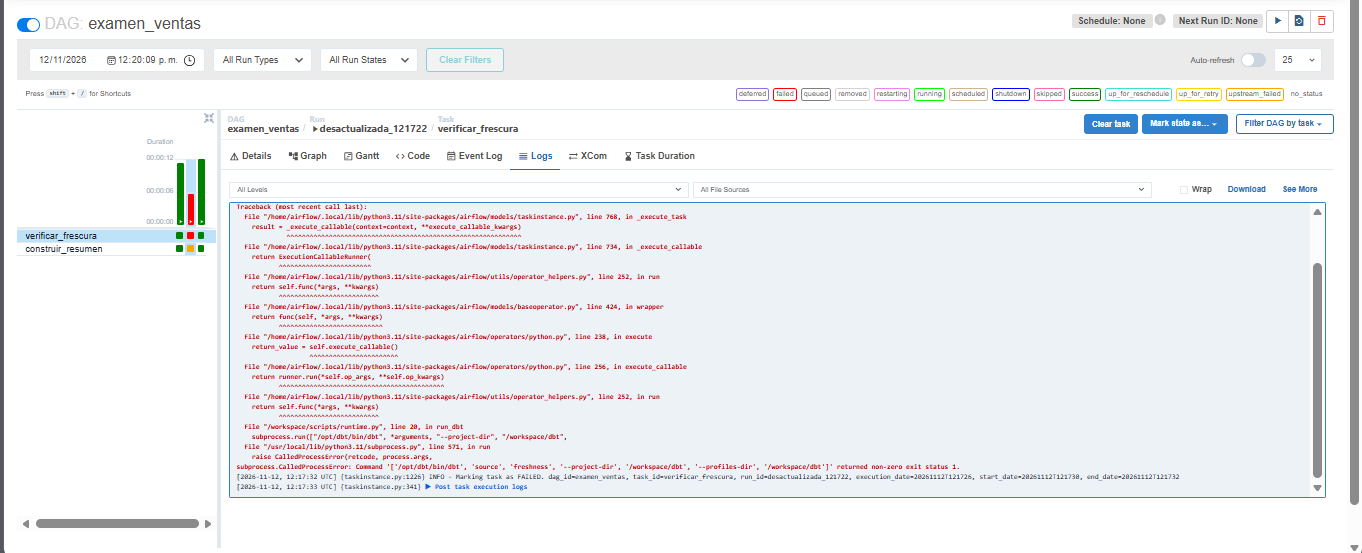 DAG: examen_ventas
Schedule: None
Next Run ID: None
12/11/2026 12:20:09 p. m.
All Run Types
All Run States
Clear Filters
Auto-refresh
25
Press shift + / for Shortcuts
deferred failed queued removed restarting running scheduled shutdown skipped success up_for_reschedule up_for_retry upstream_failed no_status
DAG
examen_ventas /
Run
desactualizada_121722 /
Task
verificar_frescura
Clear task
Mark state as...
Filter DAG by task
Duration
00:00:12
00:00:06
00:00:00
verificar_frescura
construir_resumen
Details
Graph
Gantt
Code
Event Log
Logs
XCom
Task Duration
All Levels
All File Sources
Wrap
Download
See More
Traceback (most recent call last):
File "/home/airflow/.local/lib/python3.11/site-packages/airflow/models/taskinstance.py", line 768, in _execute_task
result = _execute_callable(context=context, **execute_callable_kwargs)
^^^^^^^^^^^^^^^^^^^^^^^^^^^^^^^^^^^^^^^^^^^^^^^^^^^^^^^^^^^^^
File "/home/airflow/.local/lib/python3.11/site-packages/airflow/models/taskinstance.py", line 734, in _execute_callable
return ExecutionCallableRunner(
^^^^^^^^^^^^^^^^^^^^^^^^
File "/home/airflow/.local/lib/python3.11/site-packages/airflow/utils/operator_helpers.py", line 252, in run
return self.func(*args, **kwargs)
^^^^^^^^^^^^^^^^^^^^^^^^^^
File "/home/airflow/.local/lib/python3.11/site-packages/airflow/models/baseoperator.py", line 424, in wrapper
return func(self, *args, **kwargs)
^^^^^^^^^^^^^^^^^^^^^^^^^^^
File "/home/airflow/.local/lib/python3.11/site-packages/airflow/operators/python.py", line 238, in execute
return_value = self.execute_callable()
^^^^^^^^^^^^^^^^^^^^^^^
File "/home/airflow/.local/lib/python3.11/site-packages/airflow/operators/python.py", line 256, in execute_callable
return runner.run(*self.op_args, **self.op_kwargs)
^^^^^^^^^^^^^^^^^^^^^^^^^^^^^^^^^^^^^^^^^^^
File "/home/airflow/.local/lib/python3.11/site-packages/airflow/utils/operator_helpers.py", line 252, in run
return self.func(*args, **kwargs)
^^^^^^^^^^^^^^^^^^^^^^^^^^
File "/workspace/scripts/runtime.py", line 20, in run_dbt
subprocess.run(["/opt/dbt/bin/dbt", *arguments, "--project-dir", "/workspace/dbt",
File "/usr/local/lib/python3.11/subprocess.py", line 571, in run
raise CalledProcessError(retcode, process.args,
subprocess.CalledProcessError: Command '['/opt/dbt/bin/dbt', 'source', 'freshness', '--project-dir', '/workspace/dbt', '--profiles-dir', '/workspace/dbt']' returned non-zero exit status 1.
[2026-11-12, 12:17:32 UTC] {taskinstance.py:1226} INFO - Marking task as FAILED. dag_id=examen_ventas, task_id=verificar_frescura, run_id=desactualizada_121722, execution_date=20261112T121726, start_date=20261112T121730, end_date=20261112T121732
[2026-11-12, 12:17:33 UTC] {taskinstance.py:341} ▶ Post task execution logs